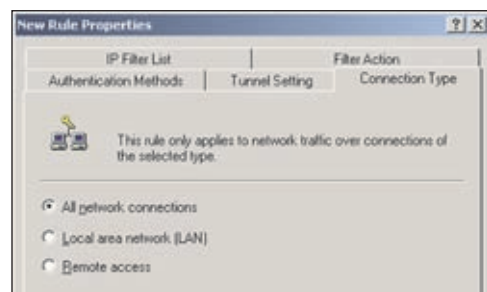 New Rule Properties
IP Filter List
Filter Action
Authentication Methods
Tunnel Setting
Connection Type
This rule only applies to network traffic over connections of
the selected type.
All network connections
Local area network (LAN)
Remote access